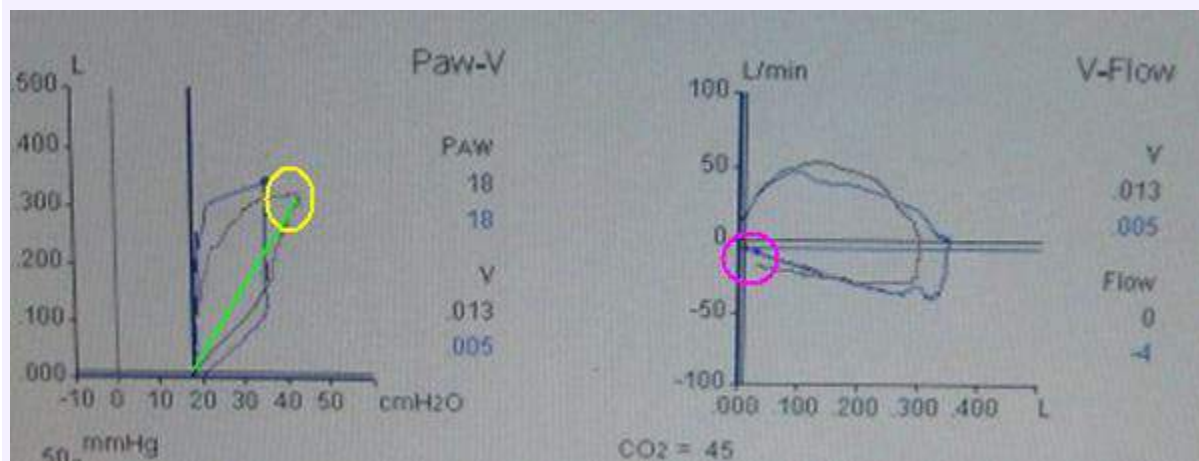 Paw-V
L
.500
.400
.300
.200
.100
.000
-10 0 10 20 30 40 50 cmH2O
PAW
18
18
V
.013
.005
V-Flow
L/min
100
50
0
-50
-100
.000 .100 .200 .300 .400 L
V
.013
.005
Flow
0
-4
50
mmHg
CO2 = 45